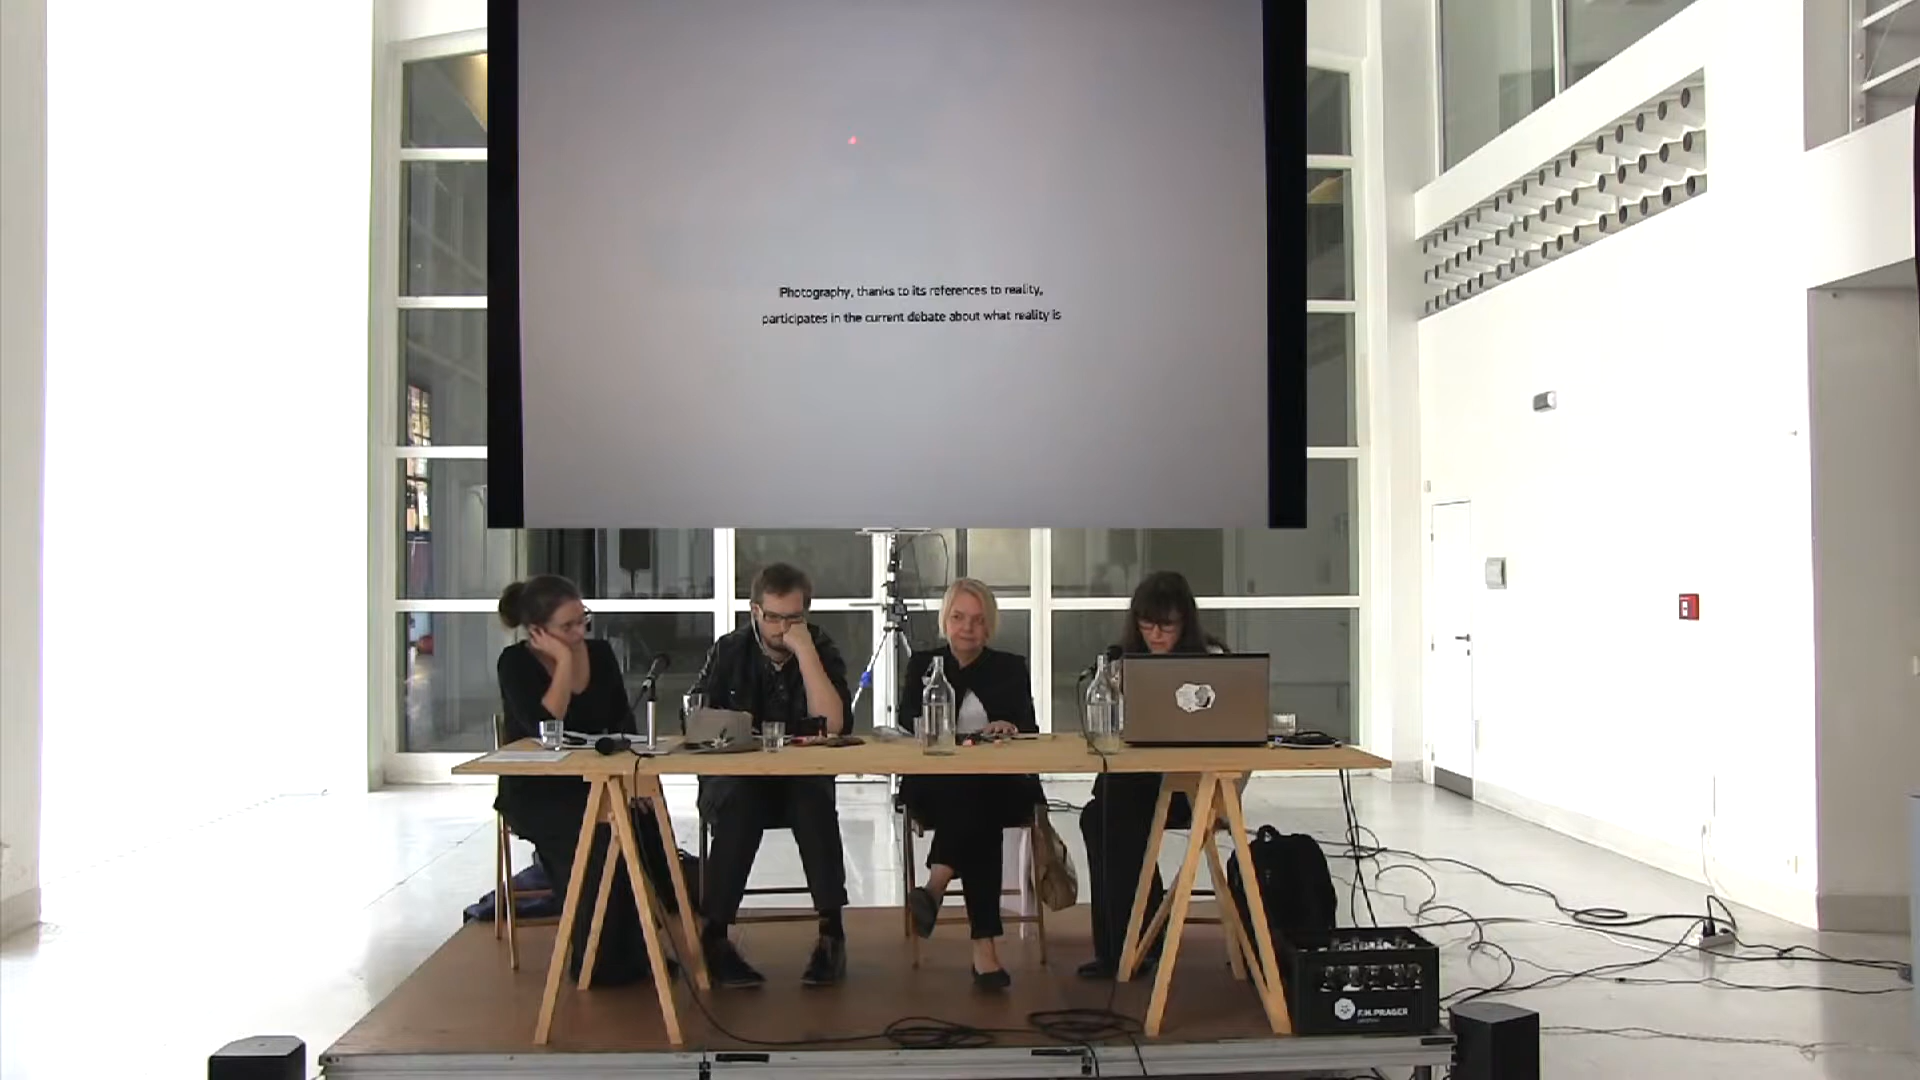 Photography, thanks to its references to reality,
participates in the current debate about what reality is
F.H.PRAGER